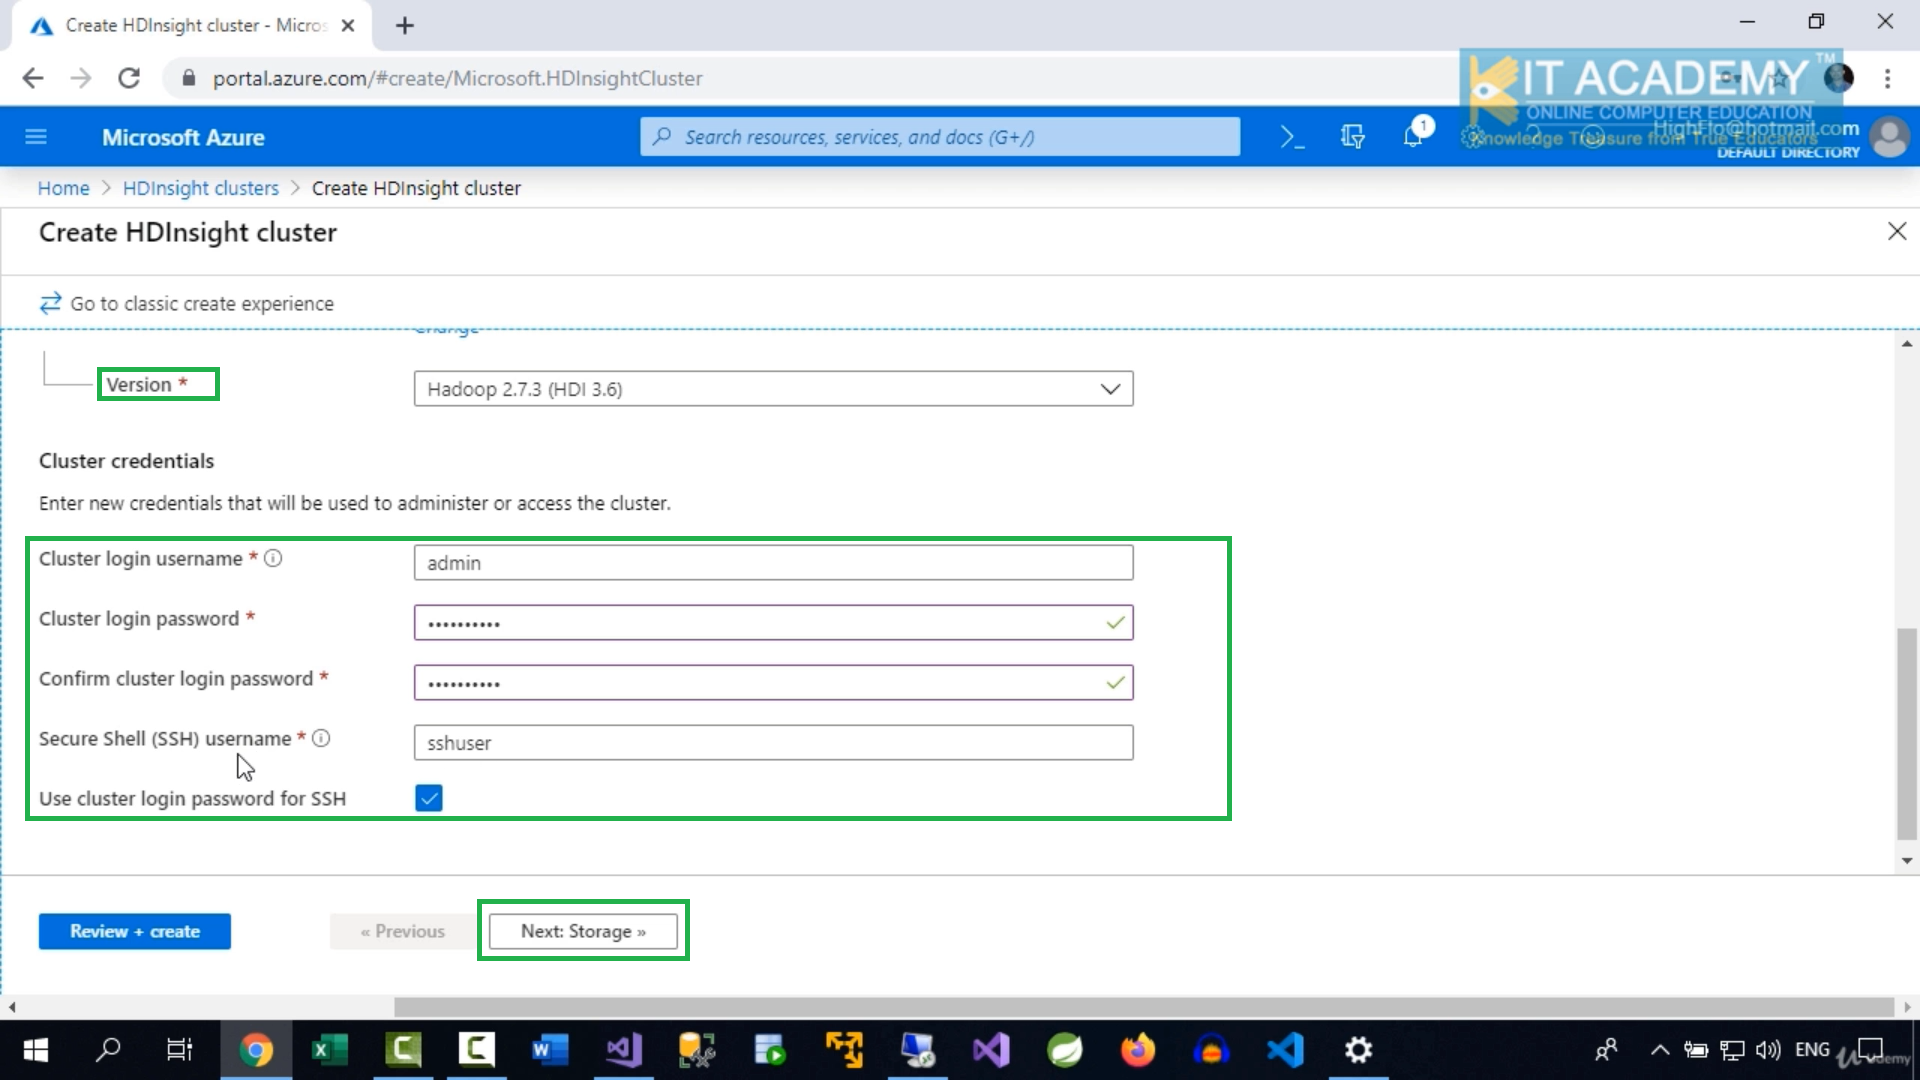 Create HDInsight cluster - Micros
portal.azure.com/#create/Microsoft.HDInsightCluster
IT ACADEMY TM
ONLINE COMPUTER EDUCATION
Knowledge Treasure from True Educators
Microsoft Azure
Search resources, services, and docs (G+/)
1
HighFlo@hotmail.com
DEFAULT DIRECTORY
Home > HDInsight clusters > Create HDInsight cluster
Create HDInsight cluster
Go to classic create experience
Change
Version * Hadoop 2.7.3 (HDI 3.6)
Cluster credentials
Enter new credentials that will be used to administer or access the cluster.
Cluster login username * admin
Cluster login password * ••••••••••
Confirm cluster login password * ••••••••••
Secure Shell (SSH) username * sshuser
Use cluster login password for SSH
Review + create « Previous Next: Storage »
ENG
udemy